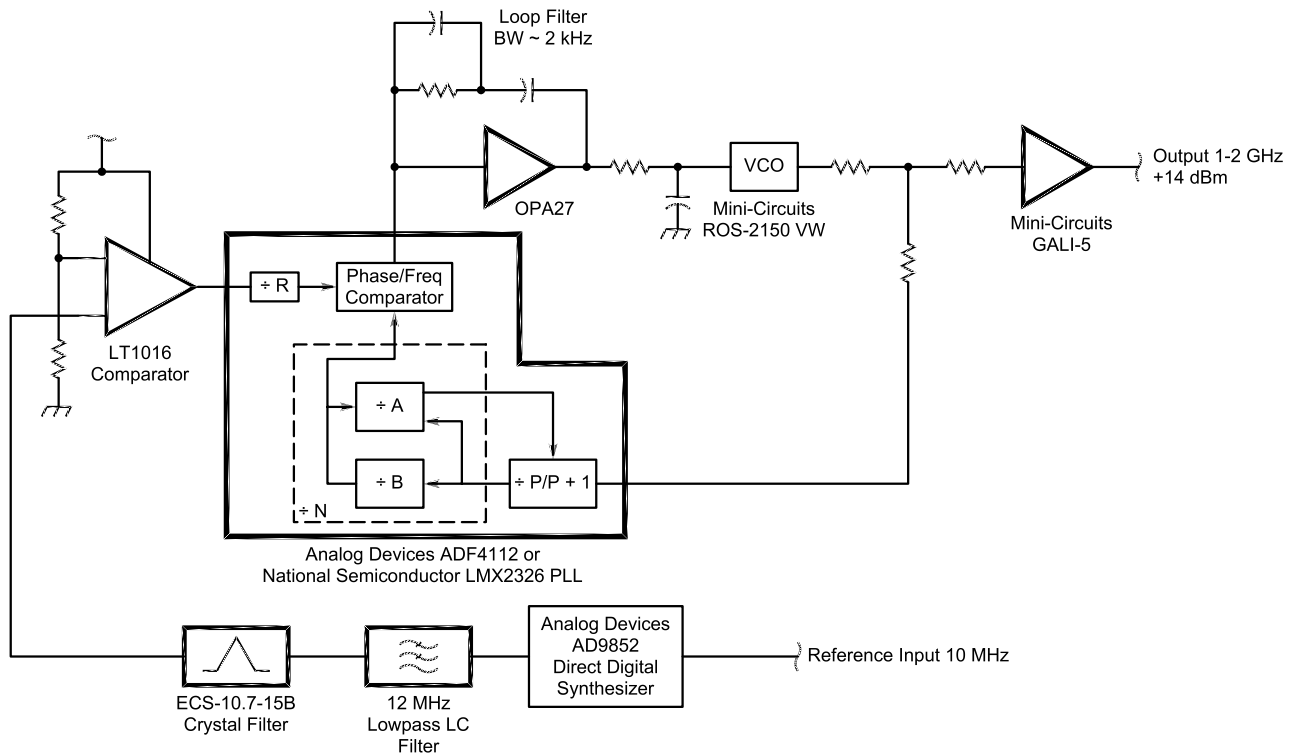 Loop Filter
BW ~ 2 kHz
OPA27
VCO
Mini-Circuits
ROS-2150 VW
Output 1-2 GHz
+14 dBm
Mini-Circuits
GALI-5
LT1016
Comparator
÷ R
Phase/Freq
Comparator
÷ A
÷ B
÷ P/P + 1
÷ N
Analog Devices ADF4112 or
National Semiconductor LMX2326 PLL
ECS-10.7-15B
Crystal Filter
12 MHz
Lowpass LC
Filter
Analog Devices
AD9852
Direct Digital
Synthesizer
Reference Input 10 MHz